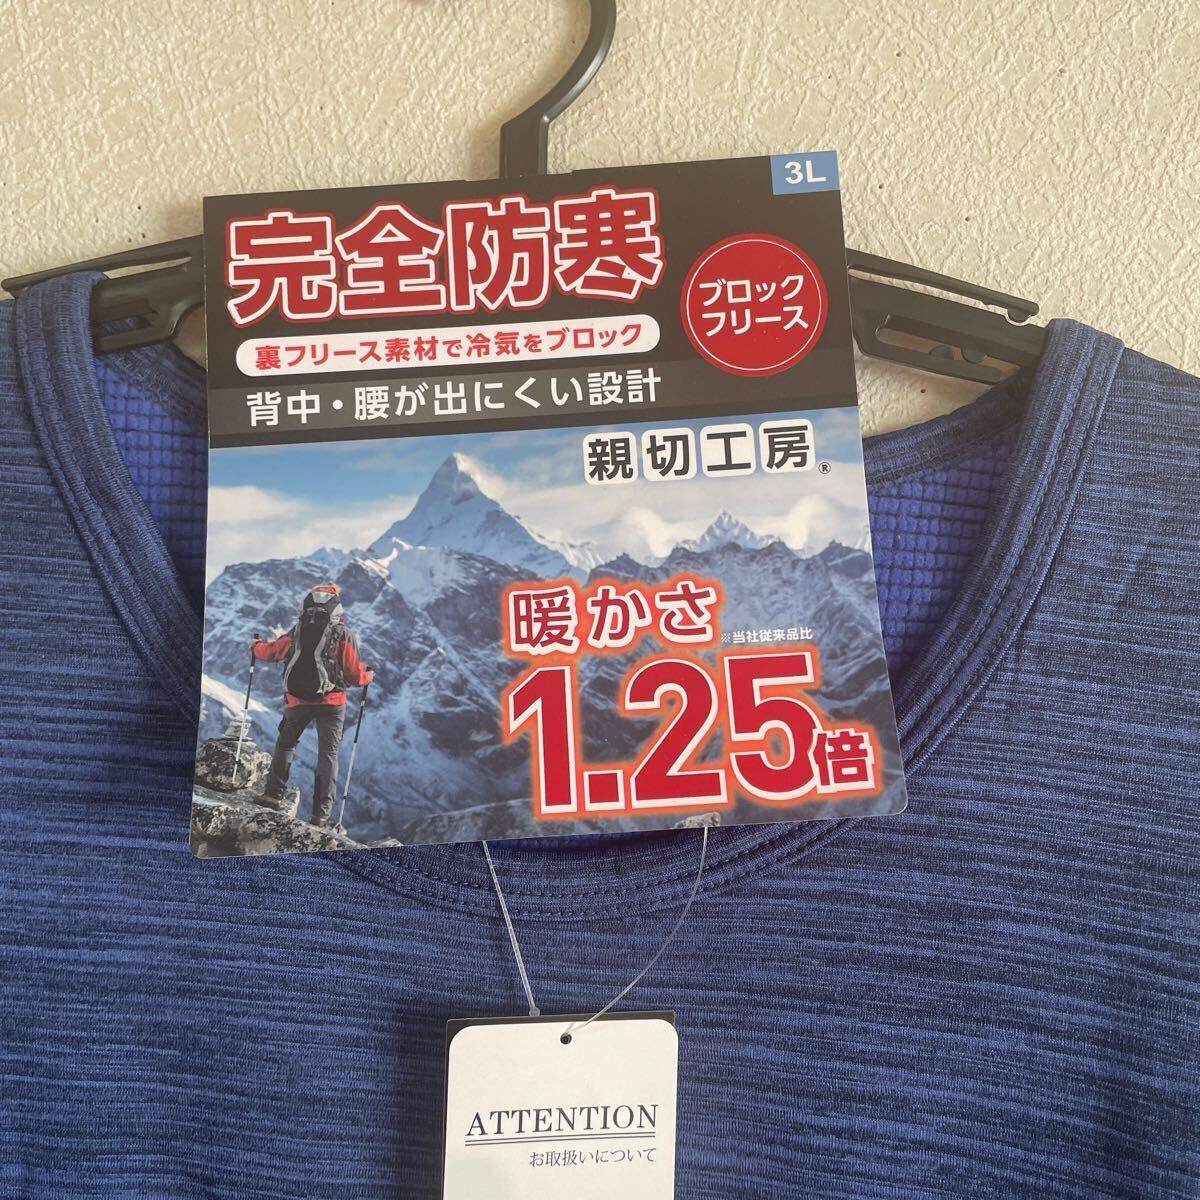 3L
完全防寒
裏フリース素材で冷気をブロック
背中・腰が出にくい設計
ブロック
フリース
親切工房®
暖かさ
※当社従来品比
1.25倍
ATTENTION
お取扱いについて